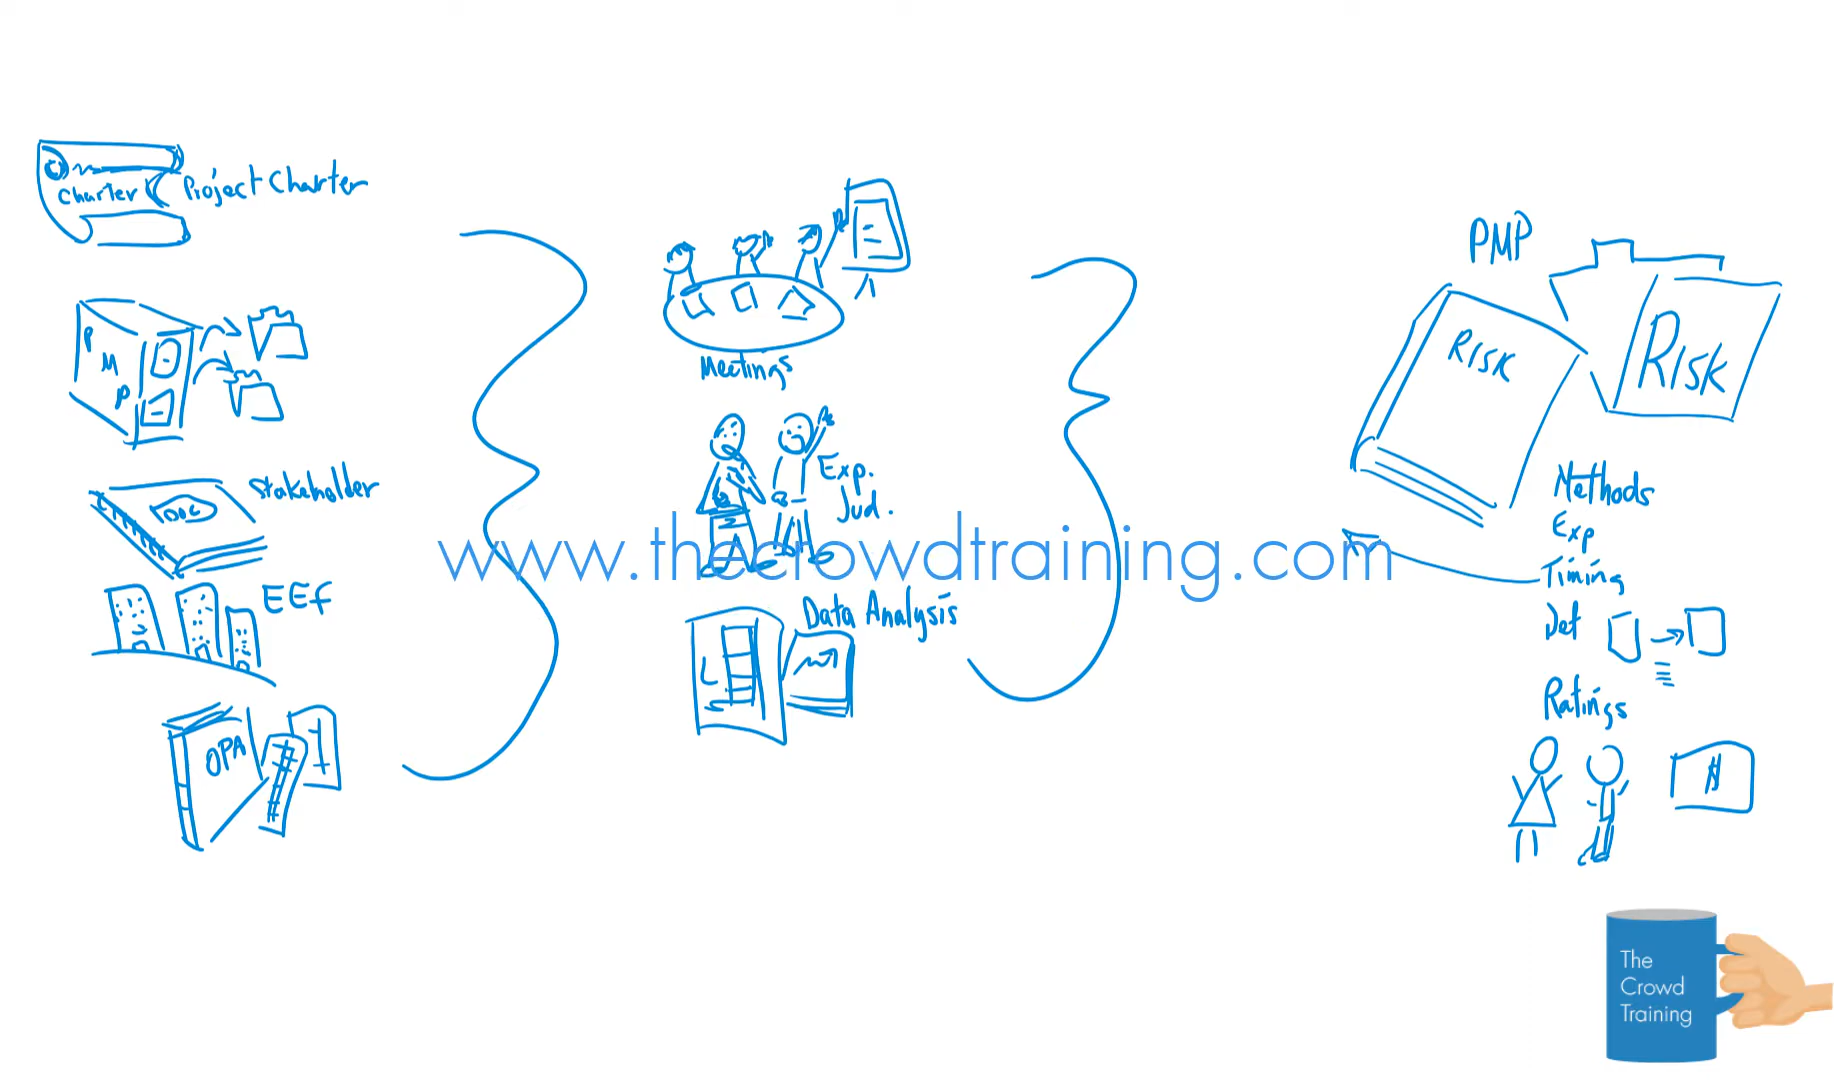 Charter
Project Charter
P
M
P
DOC
Stakeholder
EEf
OPA
Meetings
Exp.
Jud.
Data Analysis
www.thecrowdtraining.com
PMP
RISK
RISK
Methods
Exp
Timing
Def
Ratings
The
Crowd
Training